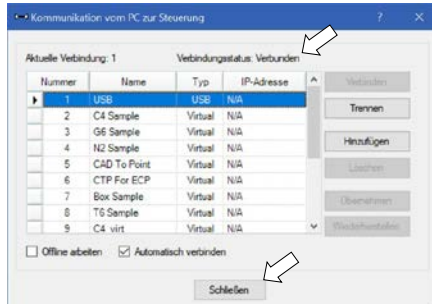 Kommunikation vom PC zur Steuerung
Aktuelle Verbindung: 1 Verbindungsstatus: Verbunden
Nummer Name Typ IP-Adresse
1 USB USB N/A
2 C4 Sample Virtual N/A
3 G6 Sample Virtual N/A
4 N2 Sample Virtual N/A
5 CAD To Point Virtual N/A
6 CTP For ECP Virtual N/A
7 Box Sample Virtual N/A
8 T6 Sample Virtual N/A
9 C4_virt Virtual N/A
Verbinden
Trennen
Hinzufügen
Löschen
Übernehmen
Wiederherstellen
Offline arbeiten Automatisch verbinden
Schließen